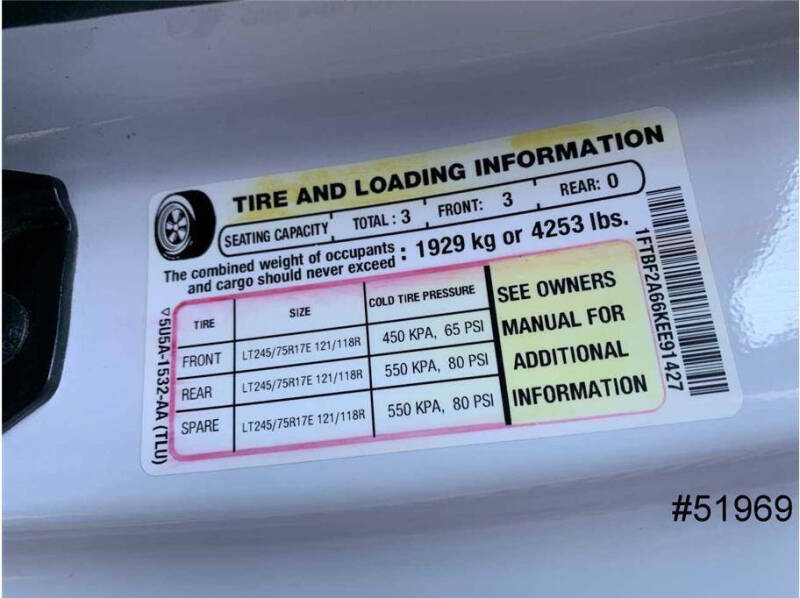 TIRE AND LOADING INFORMATION
SEATING CAPACITY TOTAL: 3 FRONT: 3 REAR: 0
The combined weight of occupants
and cargo should never exceed : 1929 kg or 4253 lbs.
TIRE SIZE COLD TIRE PRESSURE
FRONT LT245/75R17E 121/118R 450 KPA, 65 PSI
REAR LT245/75R17E 121/118R 550 KPA, 80 PSI
SPARE LT245/75R17E 121/118R 550 KPA, 80 PSI
SEE OWNERS
MANUAL FOR
ADDITIONAL
INFORMATION
5U5A-1532-AA (TLU)
1FTBF2A66KEE91427
#51969